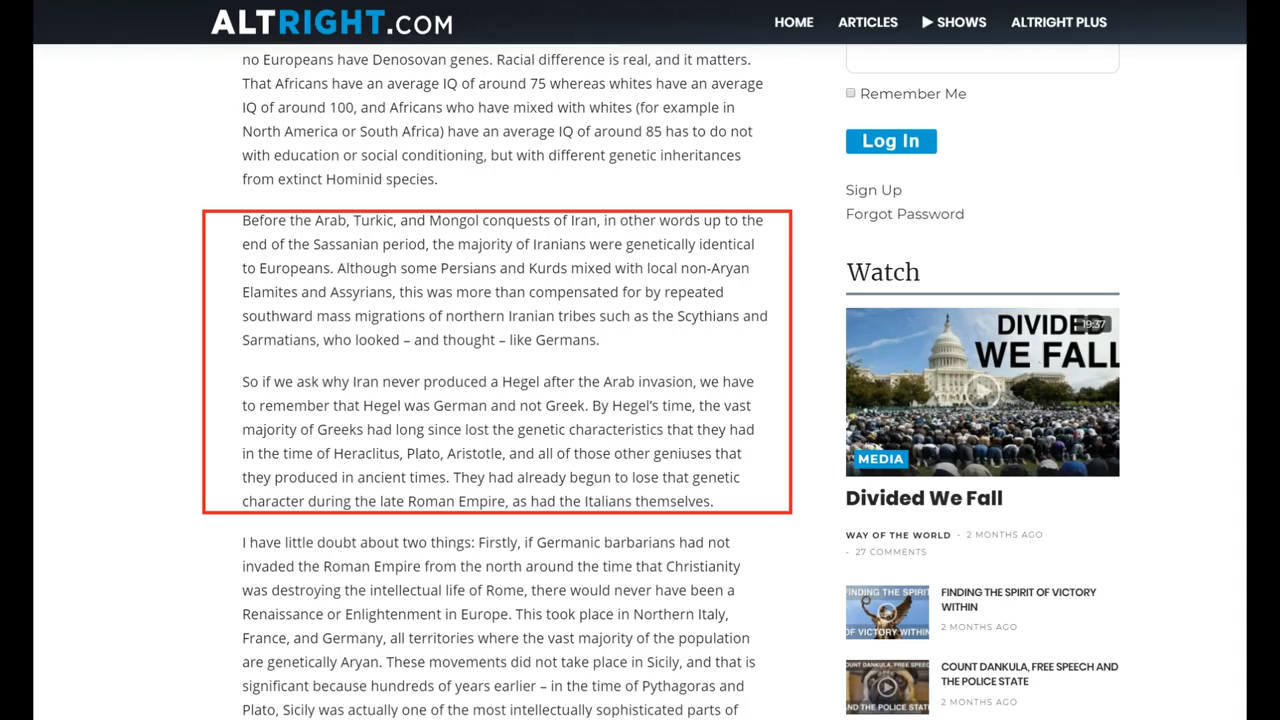 ALTRIGHT.COM
HOME
ARTICLES
SHOWS
ALTRIGHT PLUS
no Europeans have Denosovan genes. Racial difference is real, and it matters.
That Africans have an average IQ of around 75 whereas whites have an average
IQ of around 100, and Africans who have mixed with whites (for example in
North America or South Africa) have an average IQ of around 85 has to do not
with education or social conditioning, but with different genetic inheritances
from extinct Hominid species.
Before the Arab, Turkic, and Mongol conquests of Iran, in other words up to the
end of the Sassanian period, the majority of Iranians were genetically identical
to Europeans. Although some Persians and Kurds mixed with local non-Aryan
Elamites and Assyrians, this was more than compensated for by repeated
southward mass migrations of northern Iranian tribes such as the Scythians and
Sarmatians, who looked – and thought – like Germans.
So if we ask why Iran never produced a Hegel after the Arab invasion, we have
to remember that Hegel was German and not Greek. By Hegel's time, the vast
majority of Greeks had long since lost the genetic characteristics that they had
in the time of Heraclitus, Plato, Aristotle, and all of those other geniuses that
they produced in ancient times. They had already begun to lose that genetic
character during the late Roman Empire, as had the Italians themselves.
I have little doubt about two things: Firstly, if Germanic barbarians had not
invaded the Roman Empire from the north around the time that Christianity
was destroying the intellectual life of Rome, there would never have been a
Renaissance or Enlightenment in Europe. This took place in Northern Italy,
France, and Germany, all territories where the vast majority of the population
are genetically Aryan. These movements did not take place in Sicily, and that is
significant because hundreds of years earlier – in the time of Pythagoras and
Plato, Sicily was actually one of the most intellectually sophisticated parts of
Remember Me
Log In
Sign Up
Forgot Password
Watch
DIVIDED
19:37
WE FALL
MEDIA
Divided We Fall
WAY OF THE WORLD - 2 MONTHS AGO
- 27 COMMENTS
FINDING THE SPIRIT
OF VICTORY WITHIN
FINDING THE SPIRIT OF VICTORY
WITHIN
2 MONTHS AGO
COUNT DANKULA, FREE SPEECH AND
THE POLICE STATE
2 MONTHS AGO